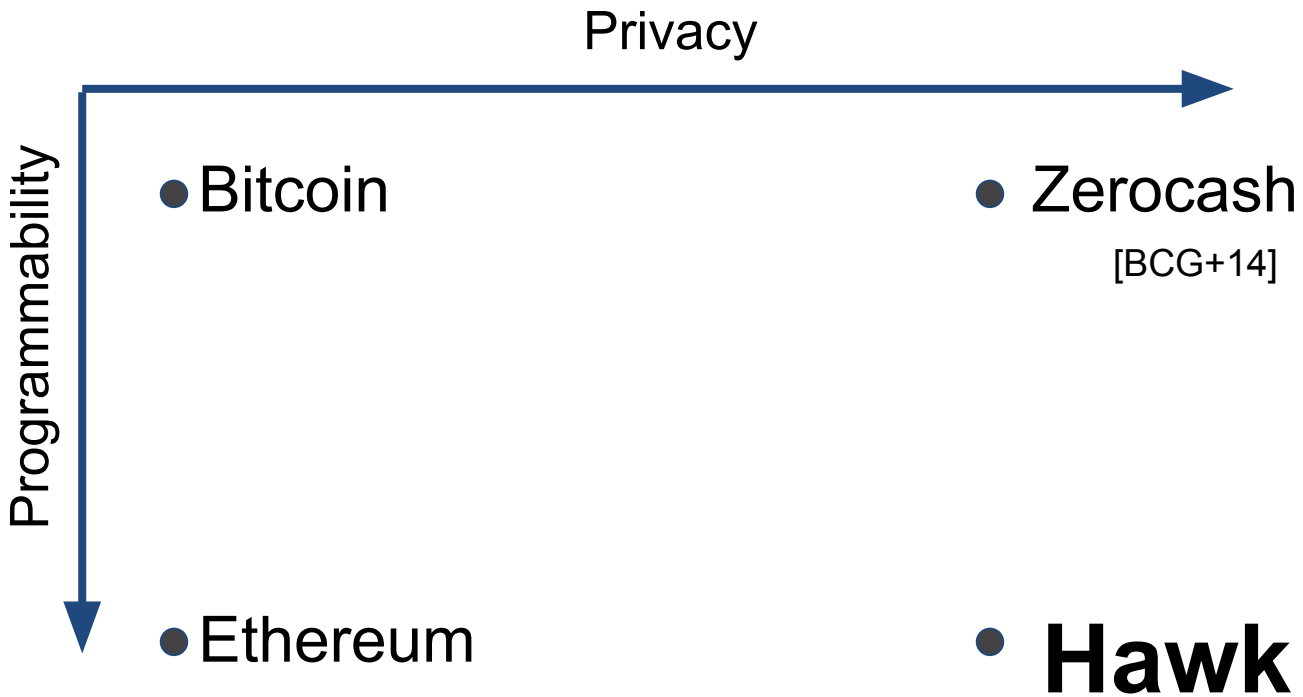 Privacy
Programmability
Bitcoin
Zerocash
[BCG+14]
Ethereum
Hawk